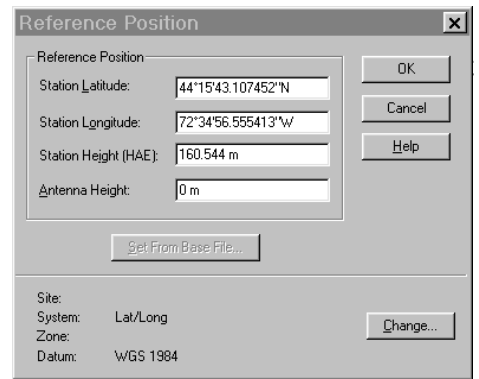 Reference Position
Reference Position
Station Latitude: 44°15'43.107452"N
Station Longitude: 72°34'56.555413"W
Station Height (HAE): 160.544 m
Antenna Height: 0 m
OK
Cancel
Help
Set From Base File...
Site:
System: Lat/Long
Zone:
Datum: WGS 1984
Change...